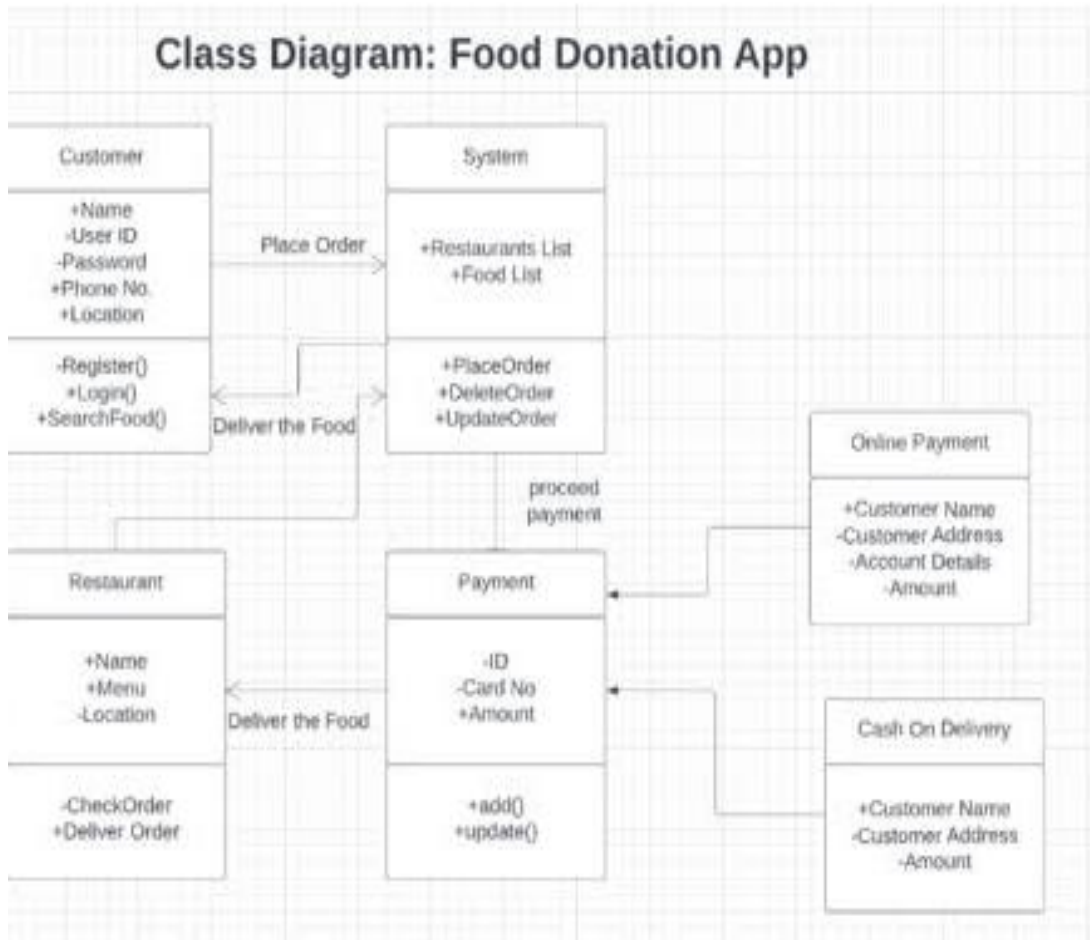 Class Diagram: Food Donation App
Customer
+Name
-User ID
-Password
+Phone No.
+Location
-Register()
+Login()
+SearchFood()
Place Order
System
+Restaurants List
+Food List
+PlaceOrder
+DeleteOrder
+UpdateOrder
Deliver the Food
proceed
payment
Online Payment
+Customer Name
-Customer Address
-Account Details
-Amount
Restaurant
+Name
+Menu
-Location
-CheckOrder
+Deliver Order
Deliver the Food
Payment
-ID
-Card No
+Amount
+add()
+update()
Cash On Delivery
+Customer Name
-Customer Address
-Amount